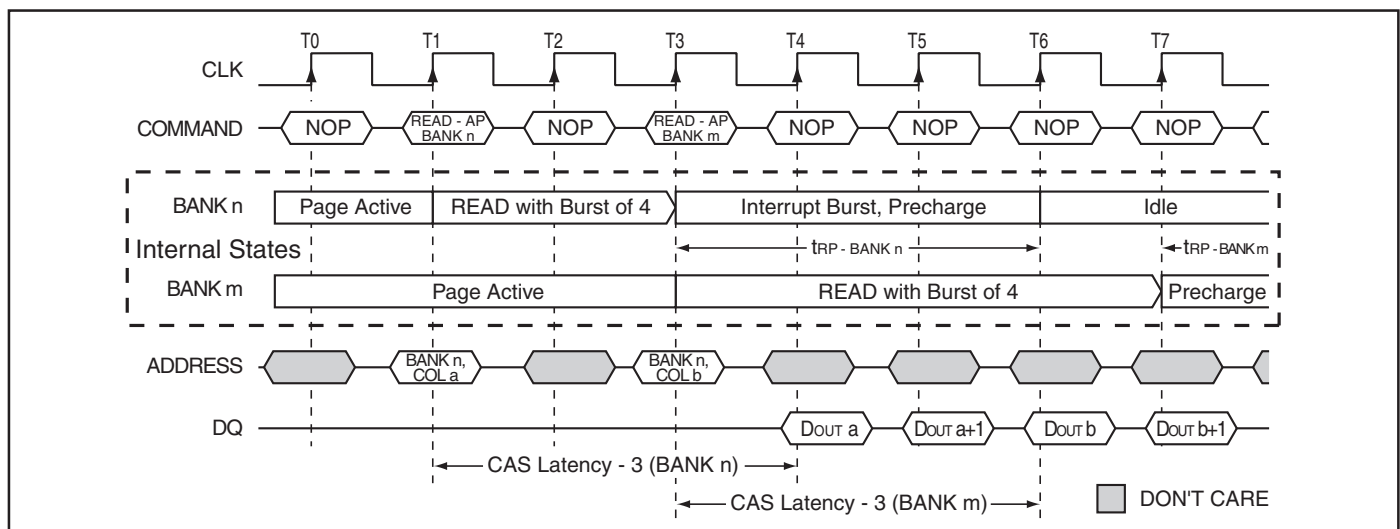 T0 T1 T2 T3 T4 T5 T6 T7
CLK
COMMAND NOP READ - AP BANK n NOP READ - AP BANK m NOP NOP NOP NOP
BANK n Page Active READ with Burst of 4 Interrupt Burst, Precharge Idle
Internal States tRP - BANK n tRP - BANK m
BANK m Page Active READ with Burst of 4 Precharge
ADDRESS BANK n, COL a BANK n, COL b
DQ DOUT a DOUT a+1 DOUT b DOUT b+1
CAS Latency - 3 (BANK n)
CAS Latency - 3 (BANK m) DON'T CARE